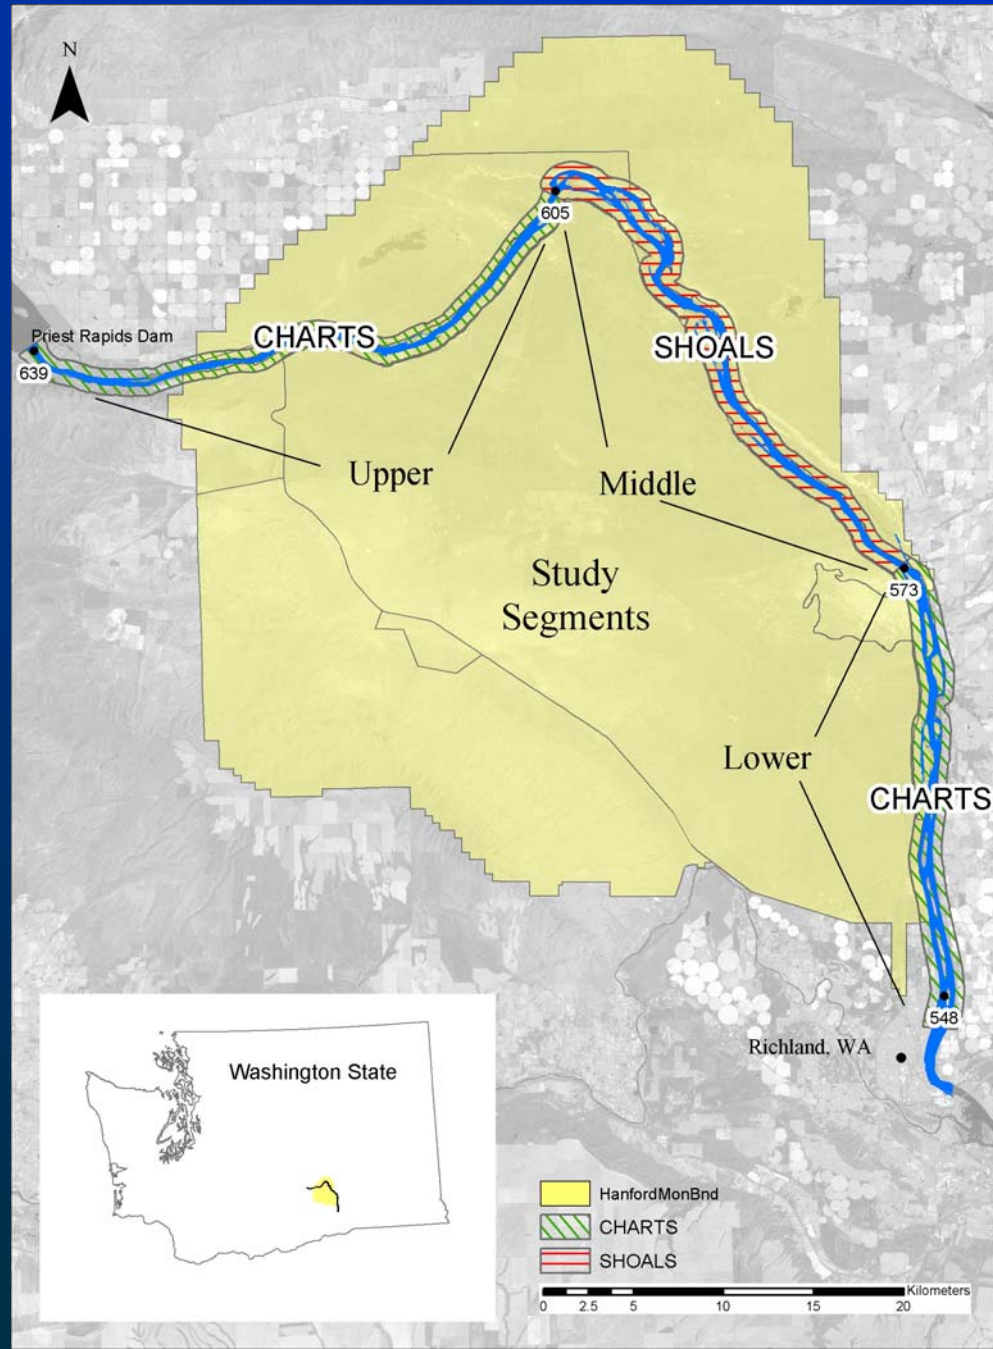 N
605
CHARTS
Priest Rapids Dam
SHOALS
639
Upper
Middle
Study
Segments
573
Lower
CHARTS
548
Richland, WA
Washington State
HanfordMonBnd
CHARTS
SHOALS
Kilometers
0 2.5 5 10 15 20